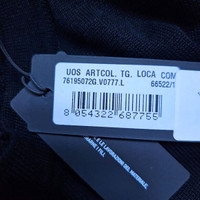 UOS ARTCOL. TG. LOCA COM
76195072G.V0777.L 66522/1
8 054322 687755